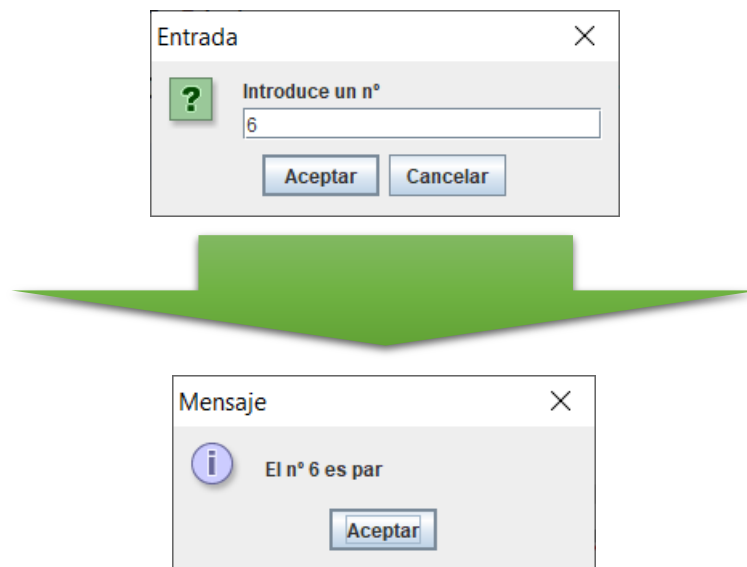 Entrada
?
Introduce un nº
6
Aceptar Cancelar
Mensaje
i
El nº 6 es par
Aceptar